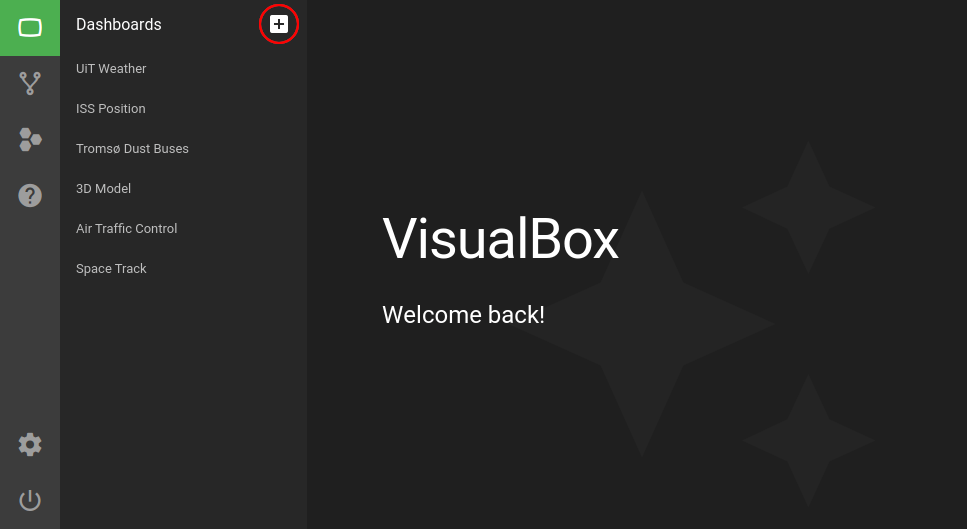 Dashboards
UiT Weather
ISS Position
Tromsø Dust Buses
3D Model
Air Traffic Control
Space Track
VisualBox
Welcome back!